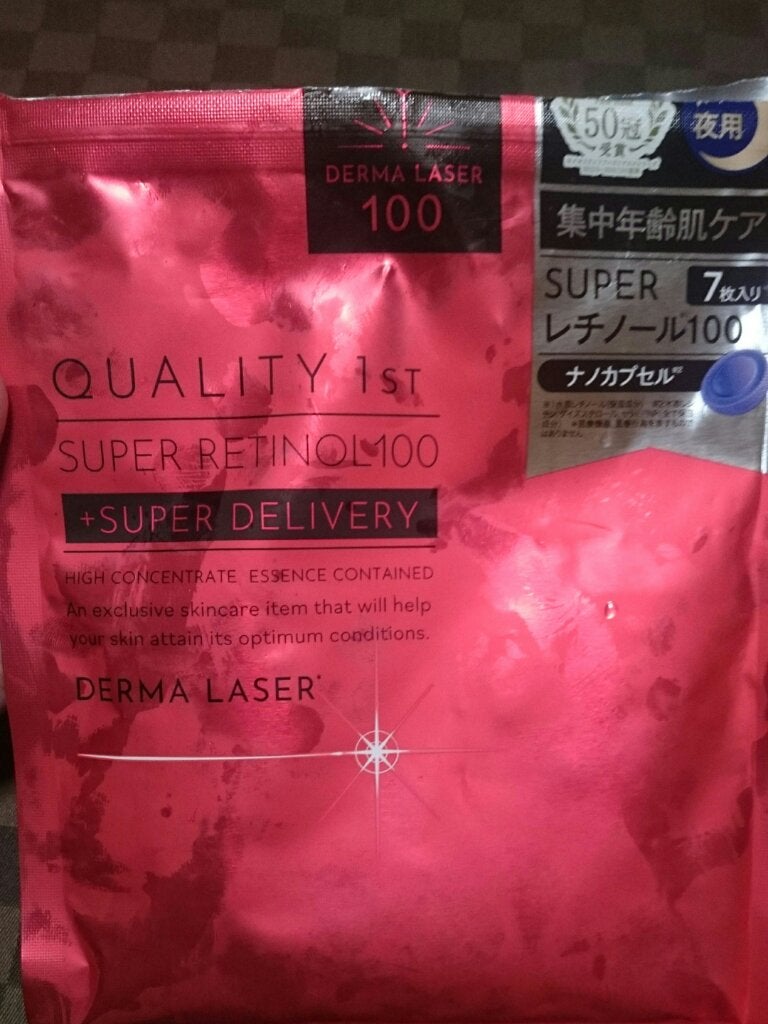 DERMA LASER
100
50冠
受賞
夜用
集中年齢肌ケア
SUPER
7枚入り
レチノール100
ナノカプセル
QUALITY 1ST
SUPER RETINOL100
+SUPER DELIVERY
HIGH CONCENTRATE ESSENCE CONTAINED
An exclusive skincare item that will help
your skin attain its optimum conditions.
DERMA LASER